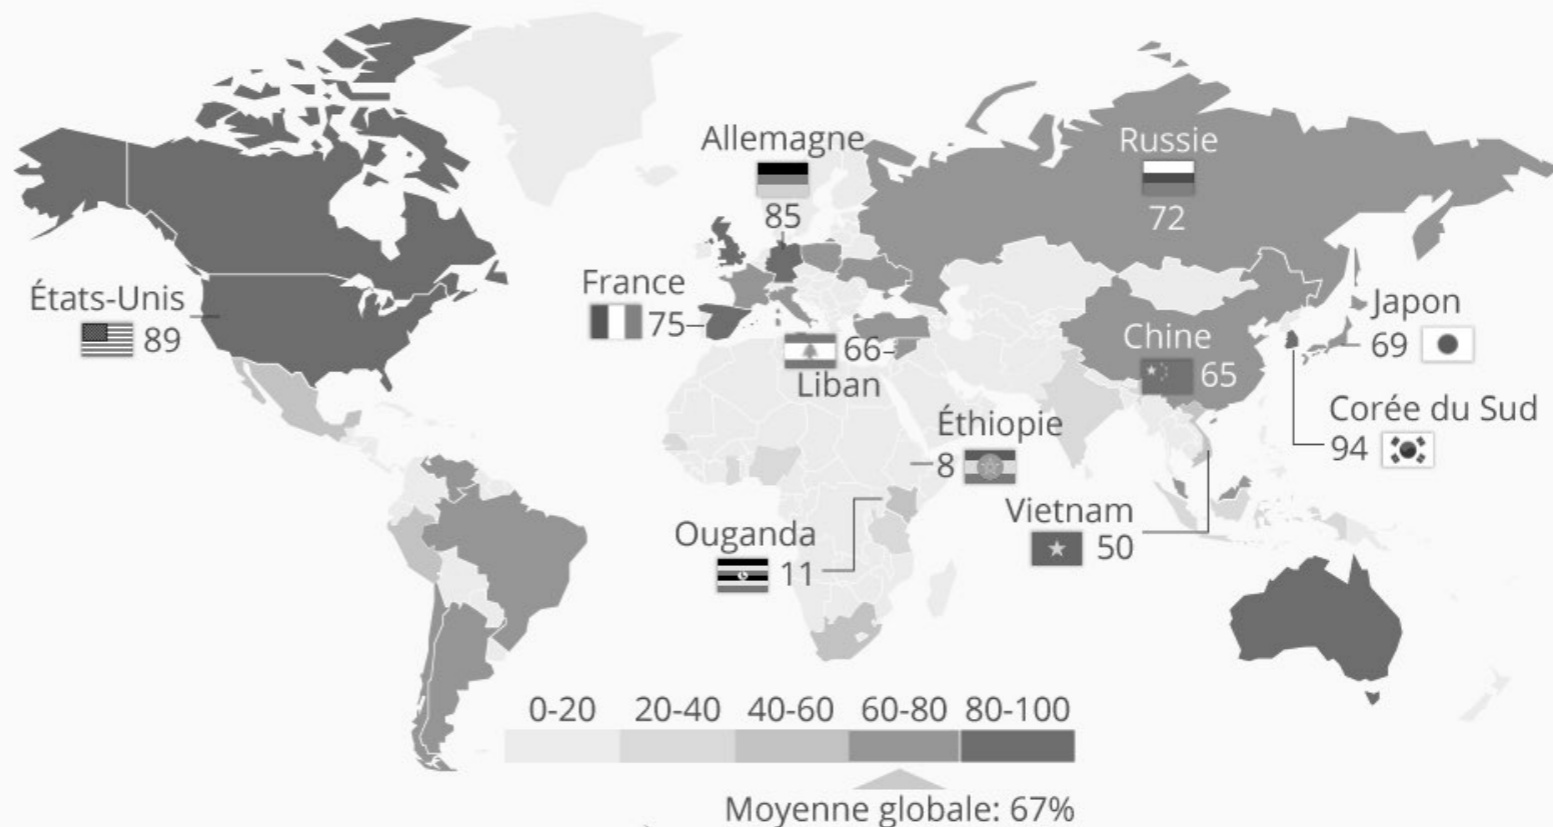 Allemagne
85
Russie
72
France
75
États-Unis
89
66
Liban
Chine
65
Japon
69
Corée du Sud
94
Éthiopie
8
Vietnam
50
Ouganda
11
0-20 20-40 40-60 60-80 80-100
Moyenne globale: 67%